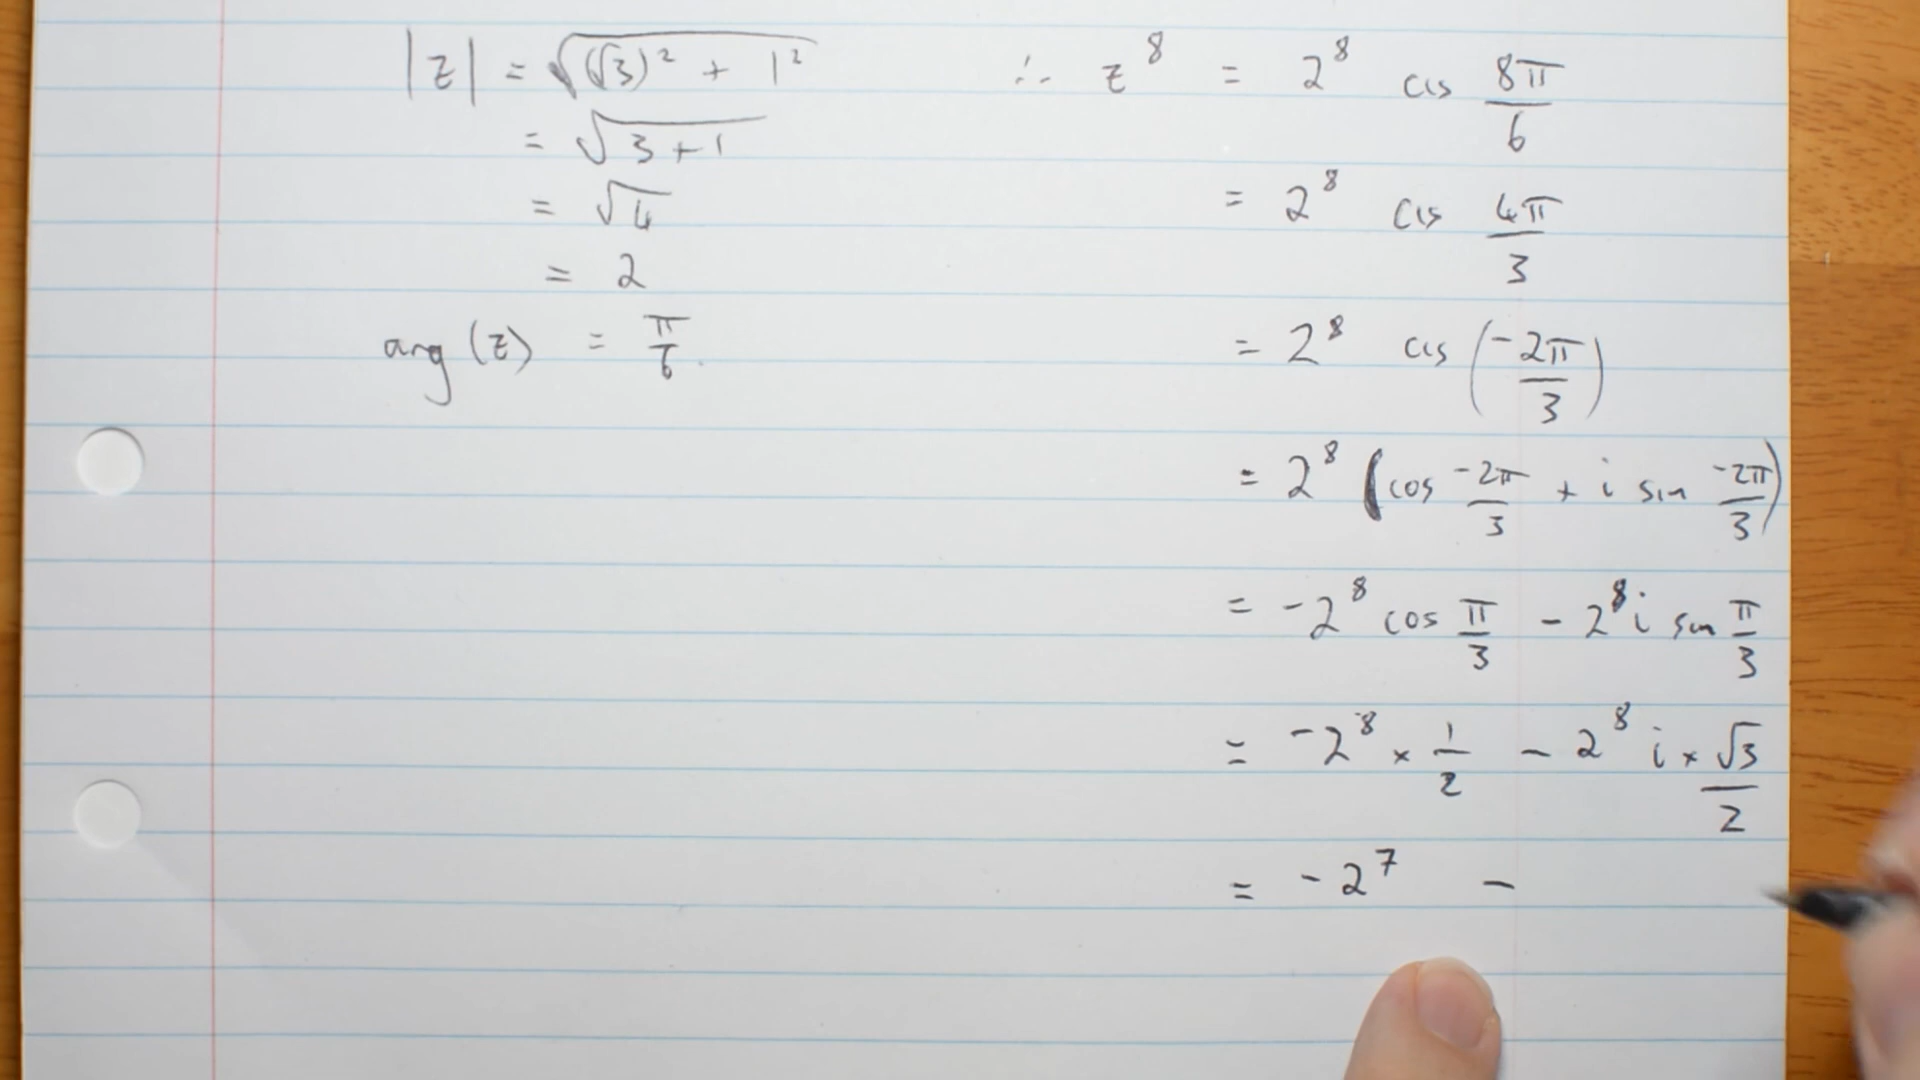 |z| = √((√3)² + 1²)
= √(3+1)
= √4
= 2
arg(z) = π/6.
∴ z⁸ = 2⁸ cis 8π/6
= 2⁸ cis 4π/3
= 2⁸ cis (-2π/3)
= 2⁸ (cos -2π/3 + i sin -2π/3)
= -2⁸ cos π/3 - 2⁸ i sin π/3
= -2⁸ × 1/2 - 2⁸ i × √3/2
= -2⁷ -